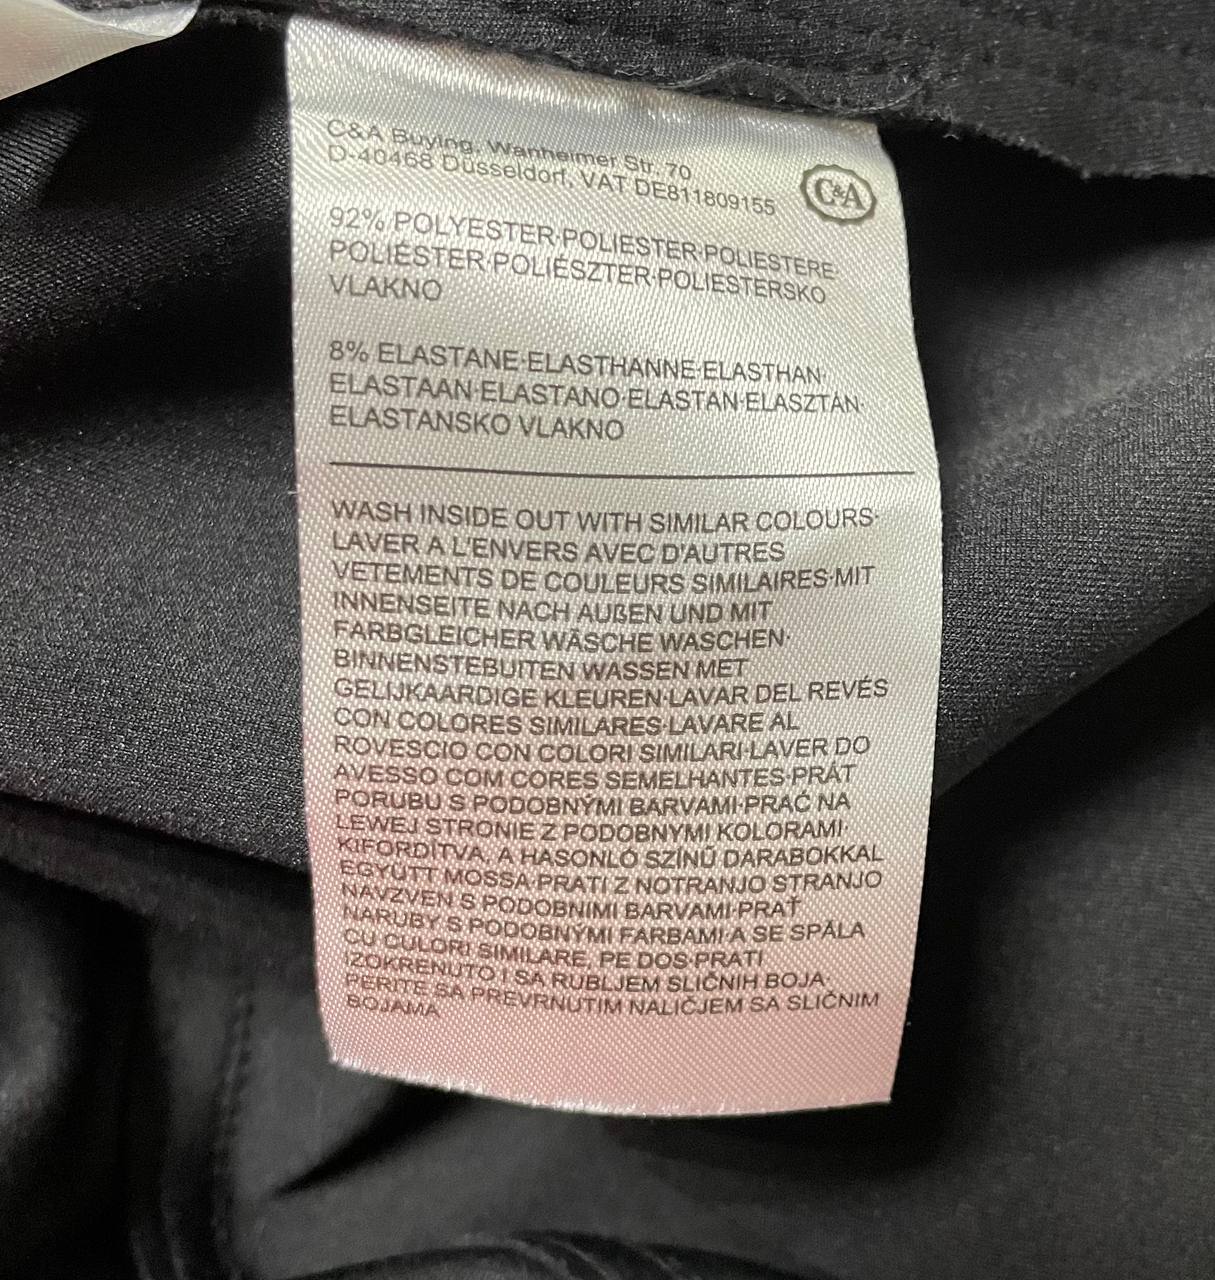 C&A Buying, Wanheimer Str. 70
D-40468 Düsseldorf, VAT DE811809155
C&A
92% POLYESTER·POLIESTER·POLIESTERE·
POLIÉSTER·POLIÉSZTER·POLIESTERSKO
VLAKNO
8% ELASTANE·ELASTHANNE·ELASTHAN·
ELASTAAN·ELASTANO·ELASTAN·ELASZTÁN·
ELASTANSKO VLAKNO
WASH INSIDE OUT WITH SIMILAR COLOURS·
LAVER A L'ENVERS AVEC D'AUTRES
VETEMENTS DE COULEURS SIMILAIRES·MIT
INNENSEITE NACH AUßEN UND MIT
FARBGLEICHER WÄSCHE WASCHEN·
BINNENSTEBUITEN WASSEN MET
GELIJKAARDIGE KLEUREN·LAVAR DEL REVÉS
CON COLORES SIMILARES·LAVARE AL
ROVESCIO CON COLORI SIMILARI·LAVER DO
AVESSO COM CORES SEMELHANTES·PRÁT
PORUBU S PODOBNÝMI BARVAMI·PRAĆ NA
LEWEJ STRONIE Z PODOBNYMI KOLORAMI·
KIFORDÍTVA, A HASONLÓ SZÍNŰ DARABOKKAL
EGYÜTT MOSSA·PRATI Z NOTRANJO STRANJO
NAVZVEN S PODOBNIMI BARVAMI·PRAŤ
NARUBY S PODOBNÝMI FARBAMI·A SE SPĂLA
CU CULORI SIMILARE, PE DOS·PRATI
IZOKRENUTO I SA RUBLJEM SLIČNIH BOJA·
PERITE SA PREVRNUTIM NALIČJEM SA SLIČNIM
BOJAMA